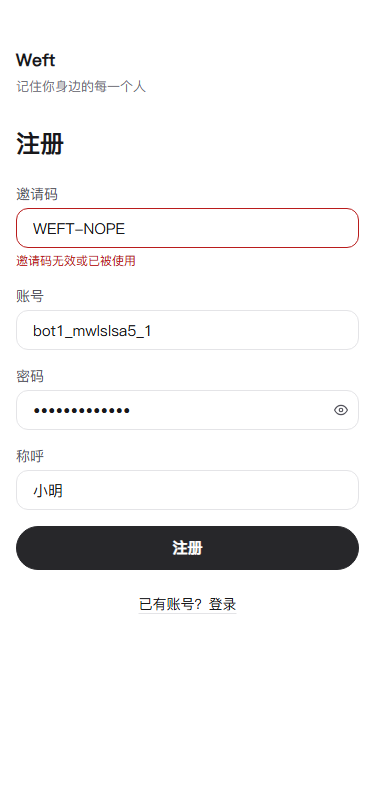 Weft
记住你身边的每一个人
注册
邀请码
WEFT-NOPE
邀请码无效或已被使用
账号
bot1_mwlslsa5_1
密码
•••••••••••••
称呼
小明
注册
已有账号？登录